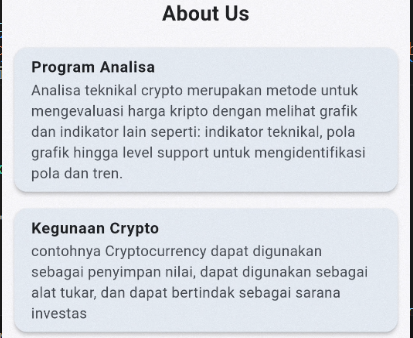 About Us
Program Analisa
Analisa teknikal crypto merupakan metode untuk
mengevaluasi harga kripto dengan melihat grafik
dan indikator lain seperti: indikator teknikal, pola
grafik hingga level support untuk mengidentifikasi
pola dan tren.
Kegunaan Crypto
contohnya Cryptocurrency dapat digunakan
sebagai penyimpan nilai, dapat digunakan sebagai
alat tukar, dan dapat bertindak sebagai sarana
investas